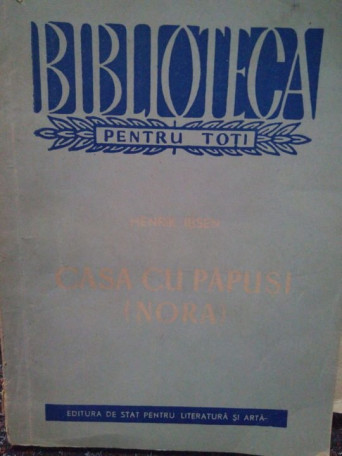 BIBLIOTECA
PENTRU TOȚI
HENRIK IBSEN
CASA CU PĂPUȘI
(NORA)
EDITURA DE STAT PENTRU LITERATURĂ ȘI ARTĂ